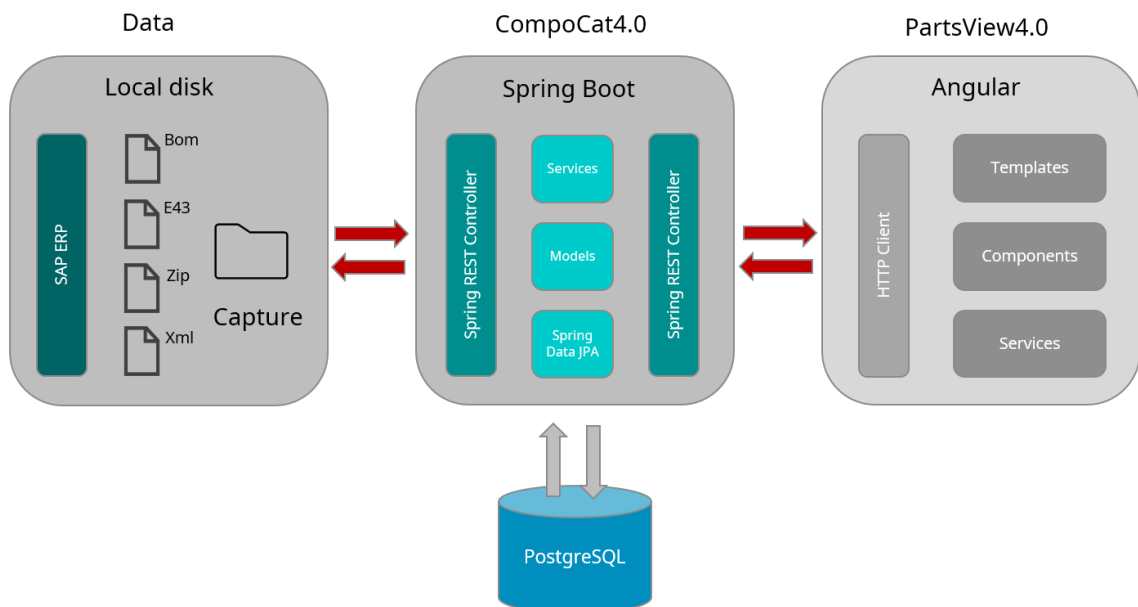 Data
CompoCat4.0
PartsView4.0
Local disk
SAP ERP
Bom
E43
Zip
Xml
Capture
Spring Boot
Spring REST Controller
Services
Models
Spring
Data JPA
Spring REST Controller
Angular
HTTP Client
Templates
Components
Services
PostgreSQL